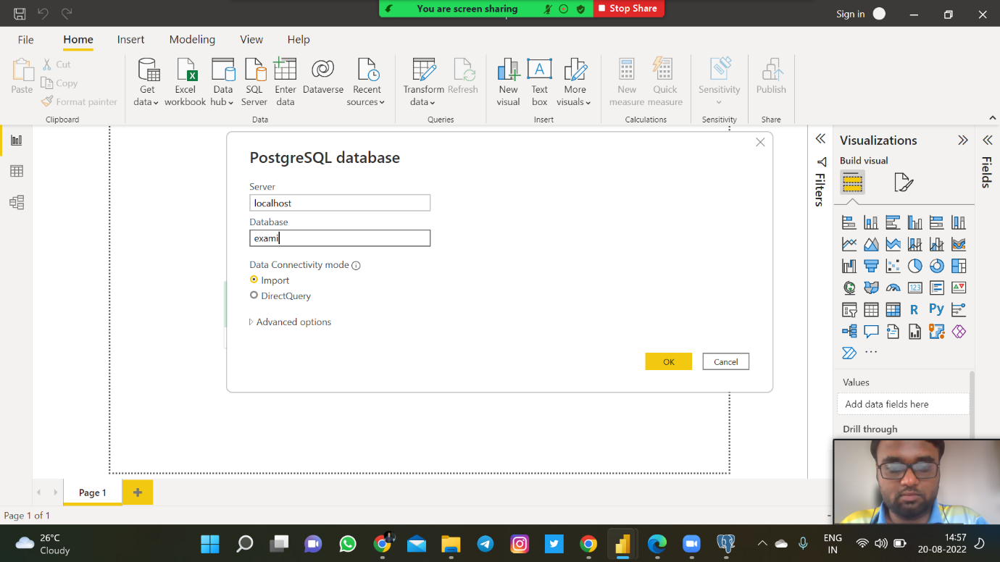 You are screen sharing
Stop Share
Sign in
File Home Insert Modeling View Help
Paste
Cut
Copy
Format painter
Clipboard
Get data
Excel workbook
Data hub
SQL Server
Enter data
Dataverse
Recent sources
Data
Transform data
Refresh
Queries
New visual
Text box
More visuals
Insert
New measure
Quick measure
Calculations
Sensitivity
Sensitivity
Publish
Share
PostgreSQL database
Server
localhost
Database
exami
Data Connectivity mode
Import
DirectQuery
Advanced options
OK
Cancel
Filters
Visualizations
Build visual
Fields
123
R
Py
Values
Add data fields here
Drill through
Page 1
Page 1 of 1
26°C
Cloudy
ENG
IN
14:57
20-08-2022